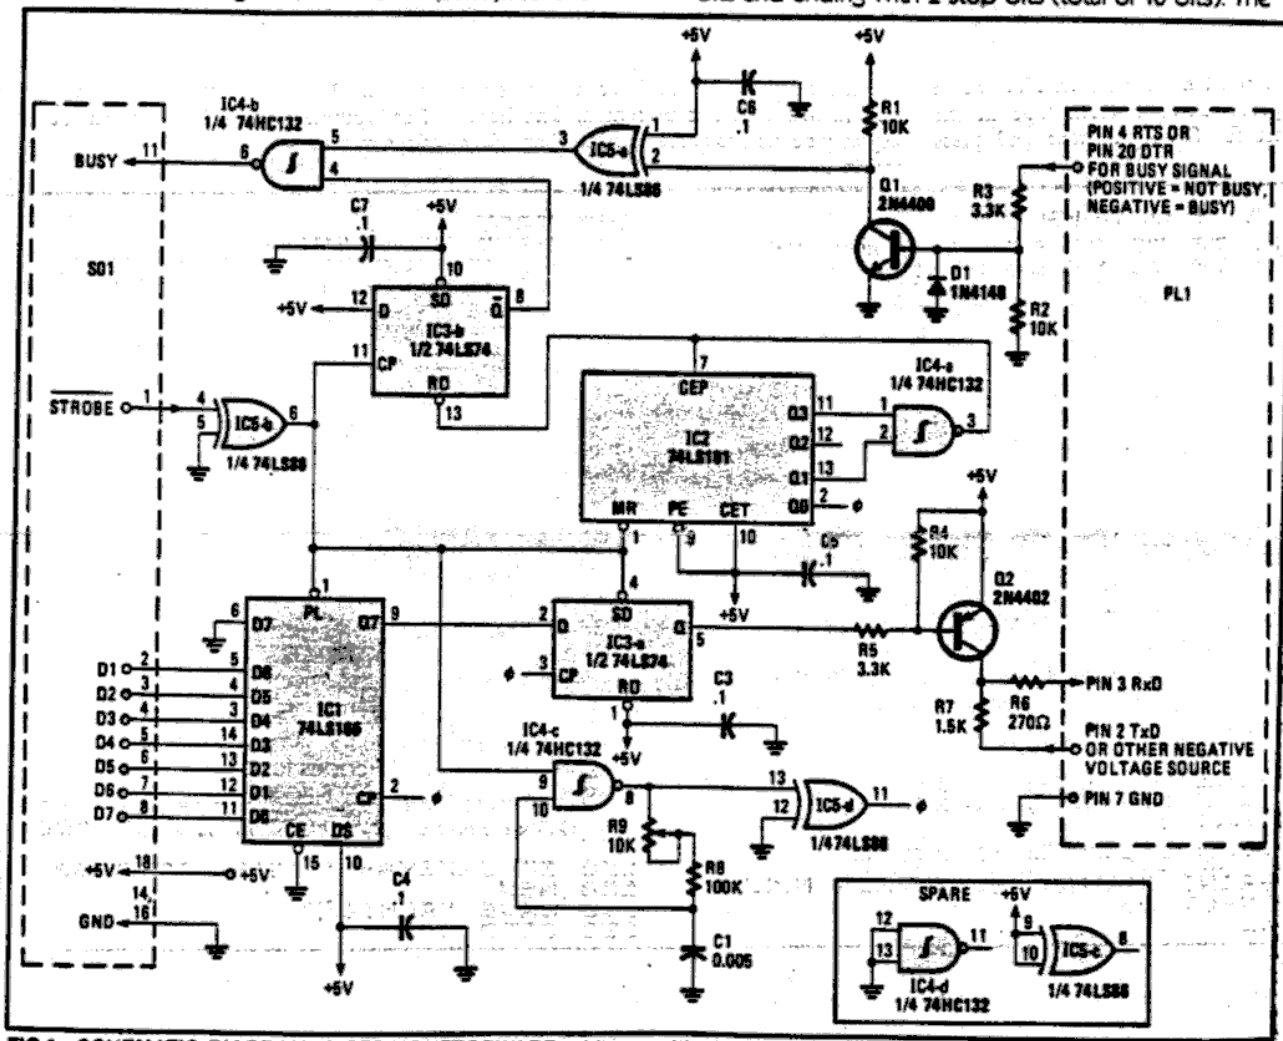 +5V
+5V
IC4-b
1/4 74HC132
C6
.1
R1
10K
PIN 4 RTS OR
PIN 20 DTR
FOR BUSY SIGNAL
(POSITIVE = NOT BUSY,
NEGATIVE = BUSY)
BUSY
11
6
5
4
3
IC5-a
1
2
1/4 74LS86
Q1
2N4400
R3
3.3K
C7
.1
+5V
SO1
D1
1N4148
PL1
R2
10K
10
+5V
12
D
SD
Q
8
IC3-b
1/2 74LS74
11
CP
RD
13
7
CEP
IC4-a
1/4 74HC132
STROBE
1
4
5
IC5-b
6
1/4 74LS86
IC2
74LS161
Q3
11
1
Q2
12
2
3
Q1
13
Q0
2
ϕ
MR
PE
CET
1
9
10
+5V
R4
10K
C5
.1
+5V
Q2
2N4402
1
PL
6
D7
Q7
9
4
SD
2
D
Q
5
IC3-a
1/2 74LS74
ϕ
3
CP
RD
1
+5V
R5
3.3K
D1
2
5
D6
D2
3
4
D5
D3
4
3
D4
D4
5
14
D3
D5
6
13
D2
D6
7
12
D1
D7
8
11
D0
IC1
74LS165
CP
2
ϕ
CE
DS
15
10
C3
.1
R7
1.5K
R6
270Ω
PIN 3 RxD
PIN 2 TxD
OR OTHER NEGATIVE
VOLTAGE SOURCE
PIN 7 GND
IC4-c
1/4 74HC132
9
10
8
13
12
IC5-d
11
ϕ
1/4 74LS86
R9
10K
R8
100K
C1
0.005
+5V
18
+5V
14,
16
GND
C4
.1
+5V
SPARE
+5V
12
13
11
IC4-d
1/4 74HC132
9
10
IC5-c
8
1/4 74LS86